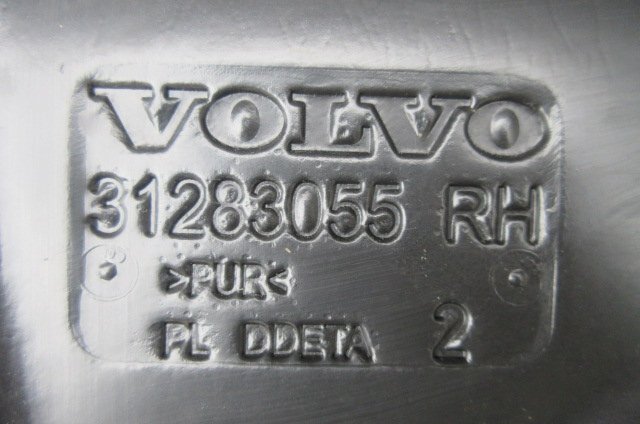 VOLVO
31283055 RH
>PUR<
PL DDETA 2